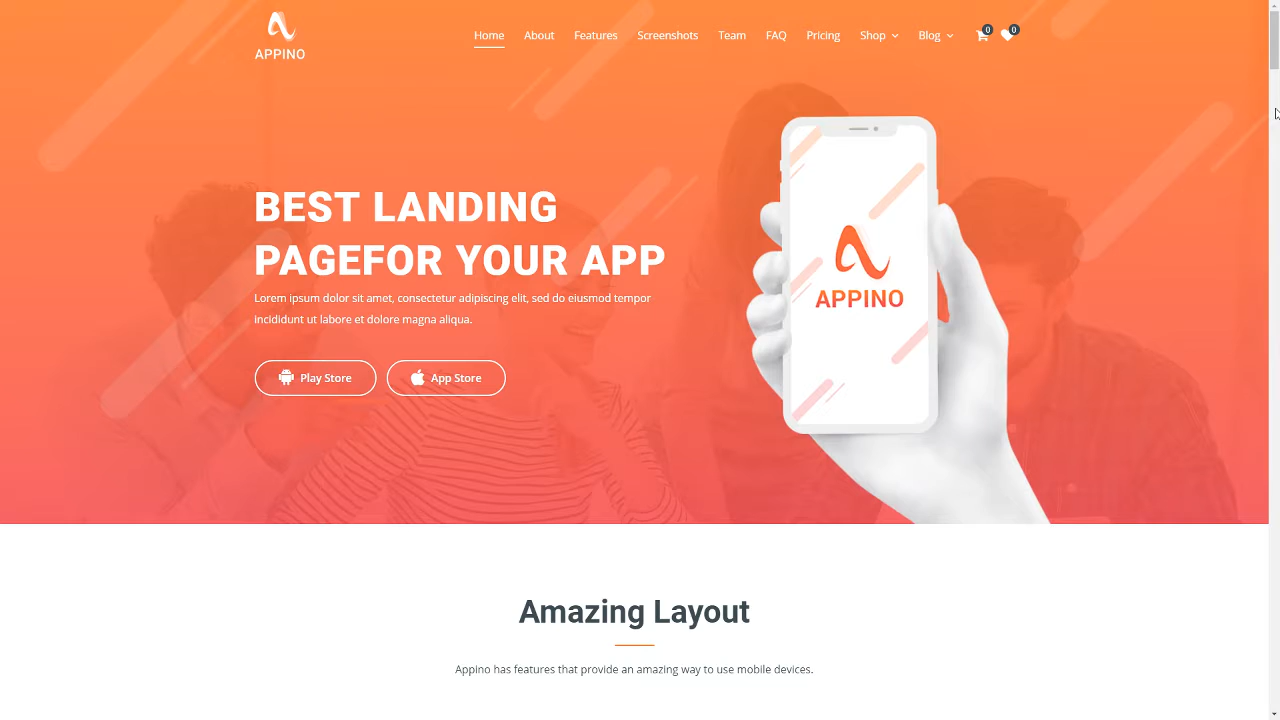 APPINO
Home About Features Screenshots Team FAQ Pricing Shop Blog 0 0
BEST LANDING
PAGEFOR YOUR APP
Lorem ipsum dolor sit amet, consectetur adipiscing elit, sed do eiusmod tempor
incididunt ut labore et dolore magna aliqua.
Play Store App Store
APPINO
Amazing Layout
Appino has features that provide an amazing way to use mobile devices.